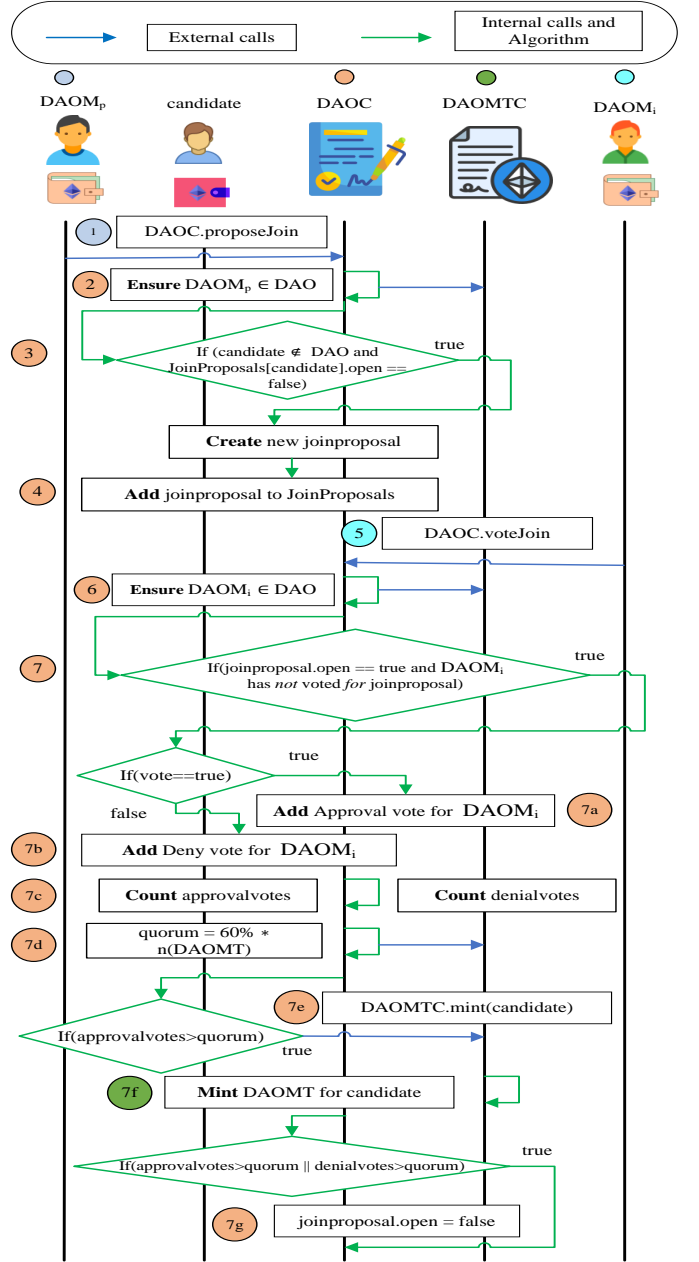 External calls
Internal calls and
Algorithm
DAOMp
candidate
DAOC
DAOMTC
DAOMi
1
DAOC.proposeJoin
2
Ensure DAOMp ∈ DAO
3
If (candidate ∉ DAO and
JoinProposals[candidate].open ==
false)
true
Create new joinproposal
4
Add joinproposal to JoinProposals
5
DAOC.voteJoin
6
Ensure DAOMi ∈ DAO
7
If(joinproposal.open == true and DAOMi
has not voted for joinproposal)
true
If(vote==true)
true
false
Add Approval vote for DAOMi
7a
7b
Add Deny vote for DAOMi
7c
Count approvalvotes
Count denialvotes
7d
quorum = 60% *
n(DAOMT)
7e
DAOMTC.mint(candidate)
If(approvalvotes>quorum)
true
7f
Mint DAOMT for candidate
If(approvalvotes>quorum || denialvotes>quorum)
true
7g
joinproposal.open = false